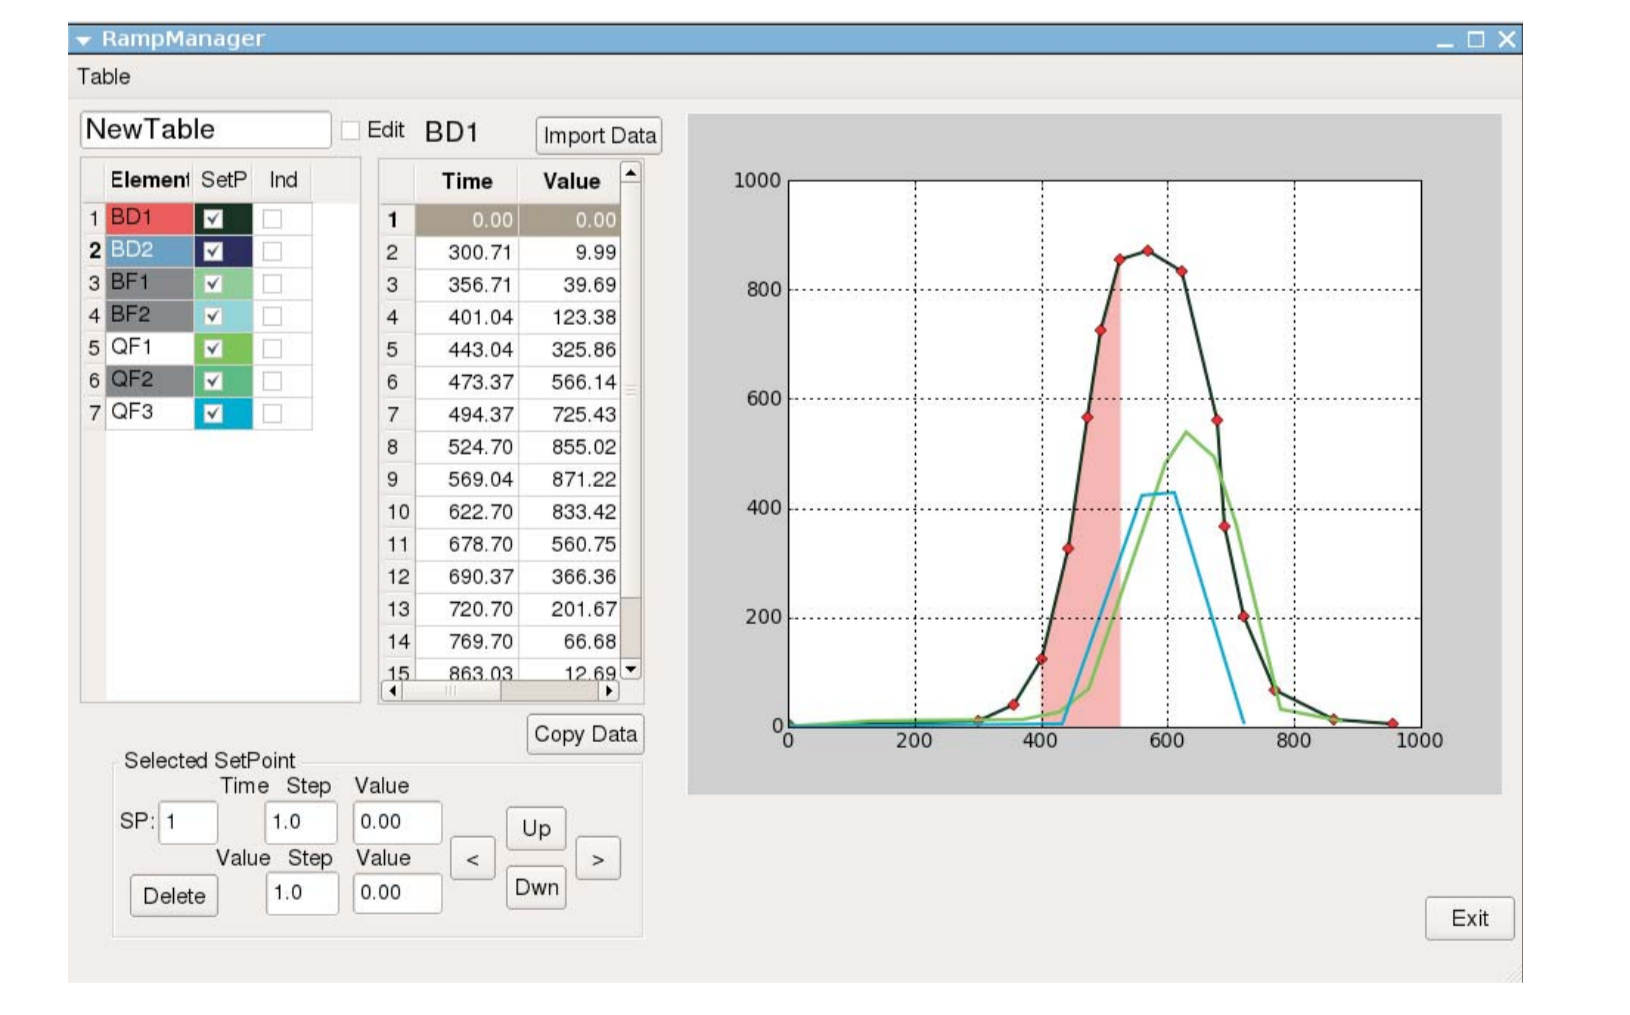 RampManager
Table
NewTable Edit BD1 Import Data
Element SetP Ind
1 BD1
2 BD2
3 BF1
4 BF2
5 QF1
6 QF2
7 QF3
Time Value
1 0.00 0.00
2 300.71 9.99
3 356.71 39.69
4 401.04 123.38
5 443.04 325.86
6 473.37 566.14
7 494.37 725.43
8 524.70 855.02
9 569.04 871.22
10 622.70 833.42
11 678.70 560.75
12 690.37 366.36
13 720.70 201.67
14 769.70 66.68
15 863.03 12.69
Copy Data
1000
800
600
400
200
0
0 200 400 600 800 1000
Selected SetPoint
Time Step Value
SP: 1 1.0 0.00
Value Step Value
Delete 1.0 0.00
< Up Dwn >
Exit